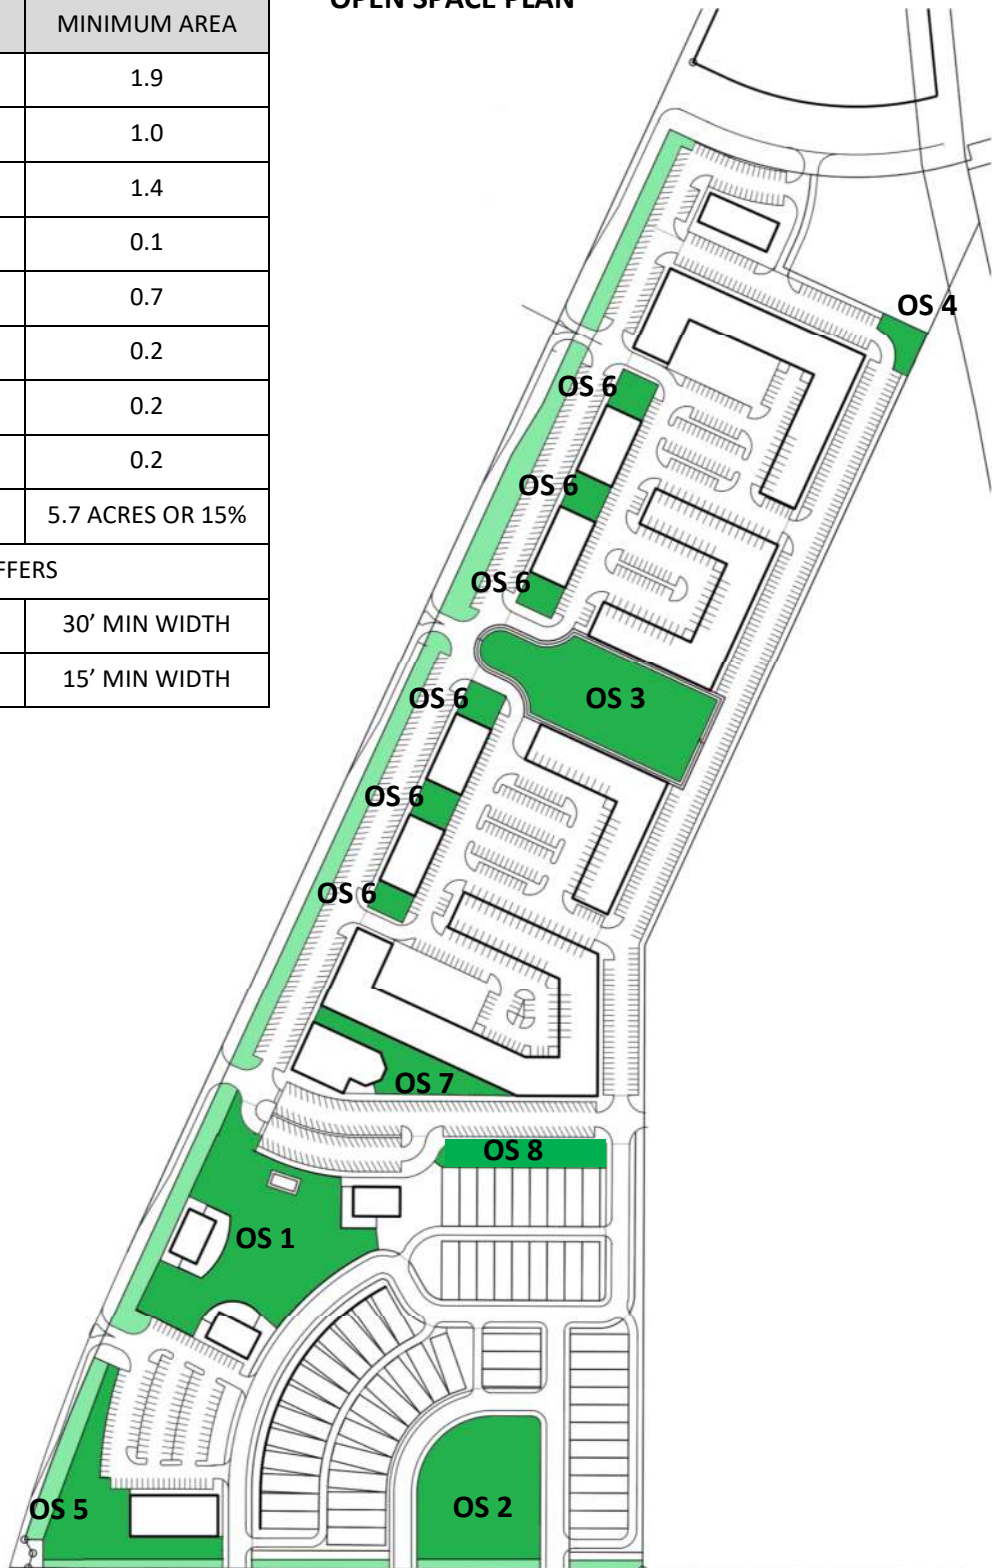 OPEN SPACE PLAN
MINIMUM AREA
1.9
1.0
1.4
0.1
0.7
0.2
0.2
0.2
5.7 ACRES OR 15%
FFERS
30' MIN WIDTH
15' MIN WIDTH
OS 4
OS 6
OS 6
OS 6
OS 3
OS 6
OS 6
OS 6
OS 7
OS 8
OS 1
OS 5
OS 2